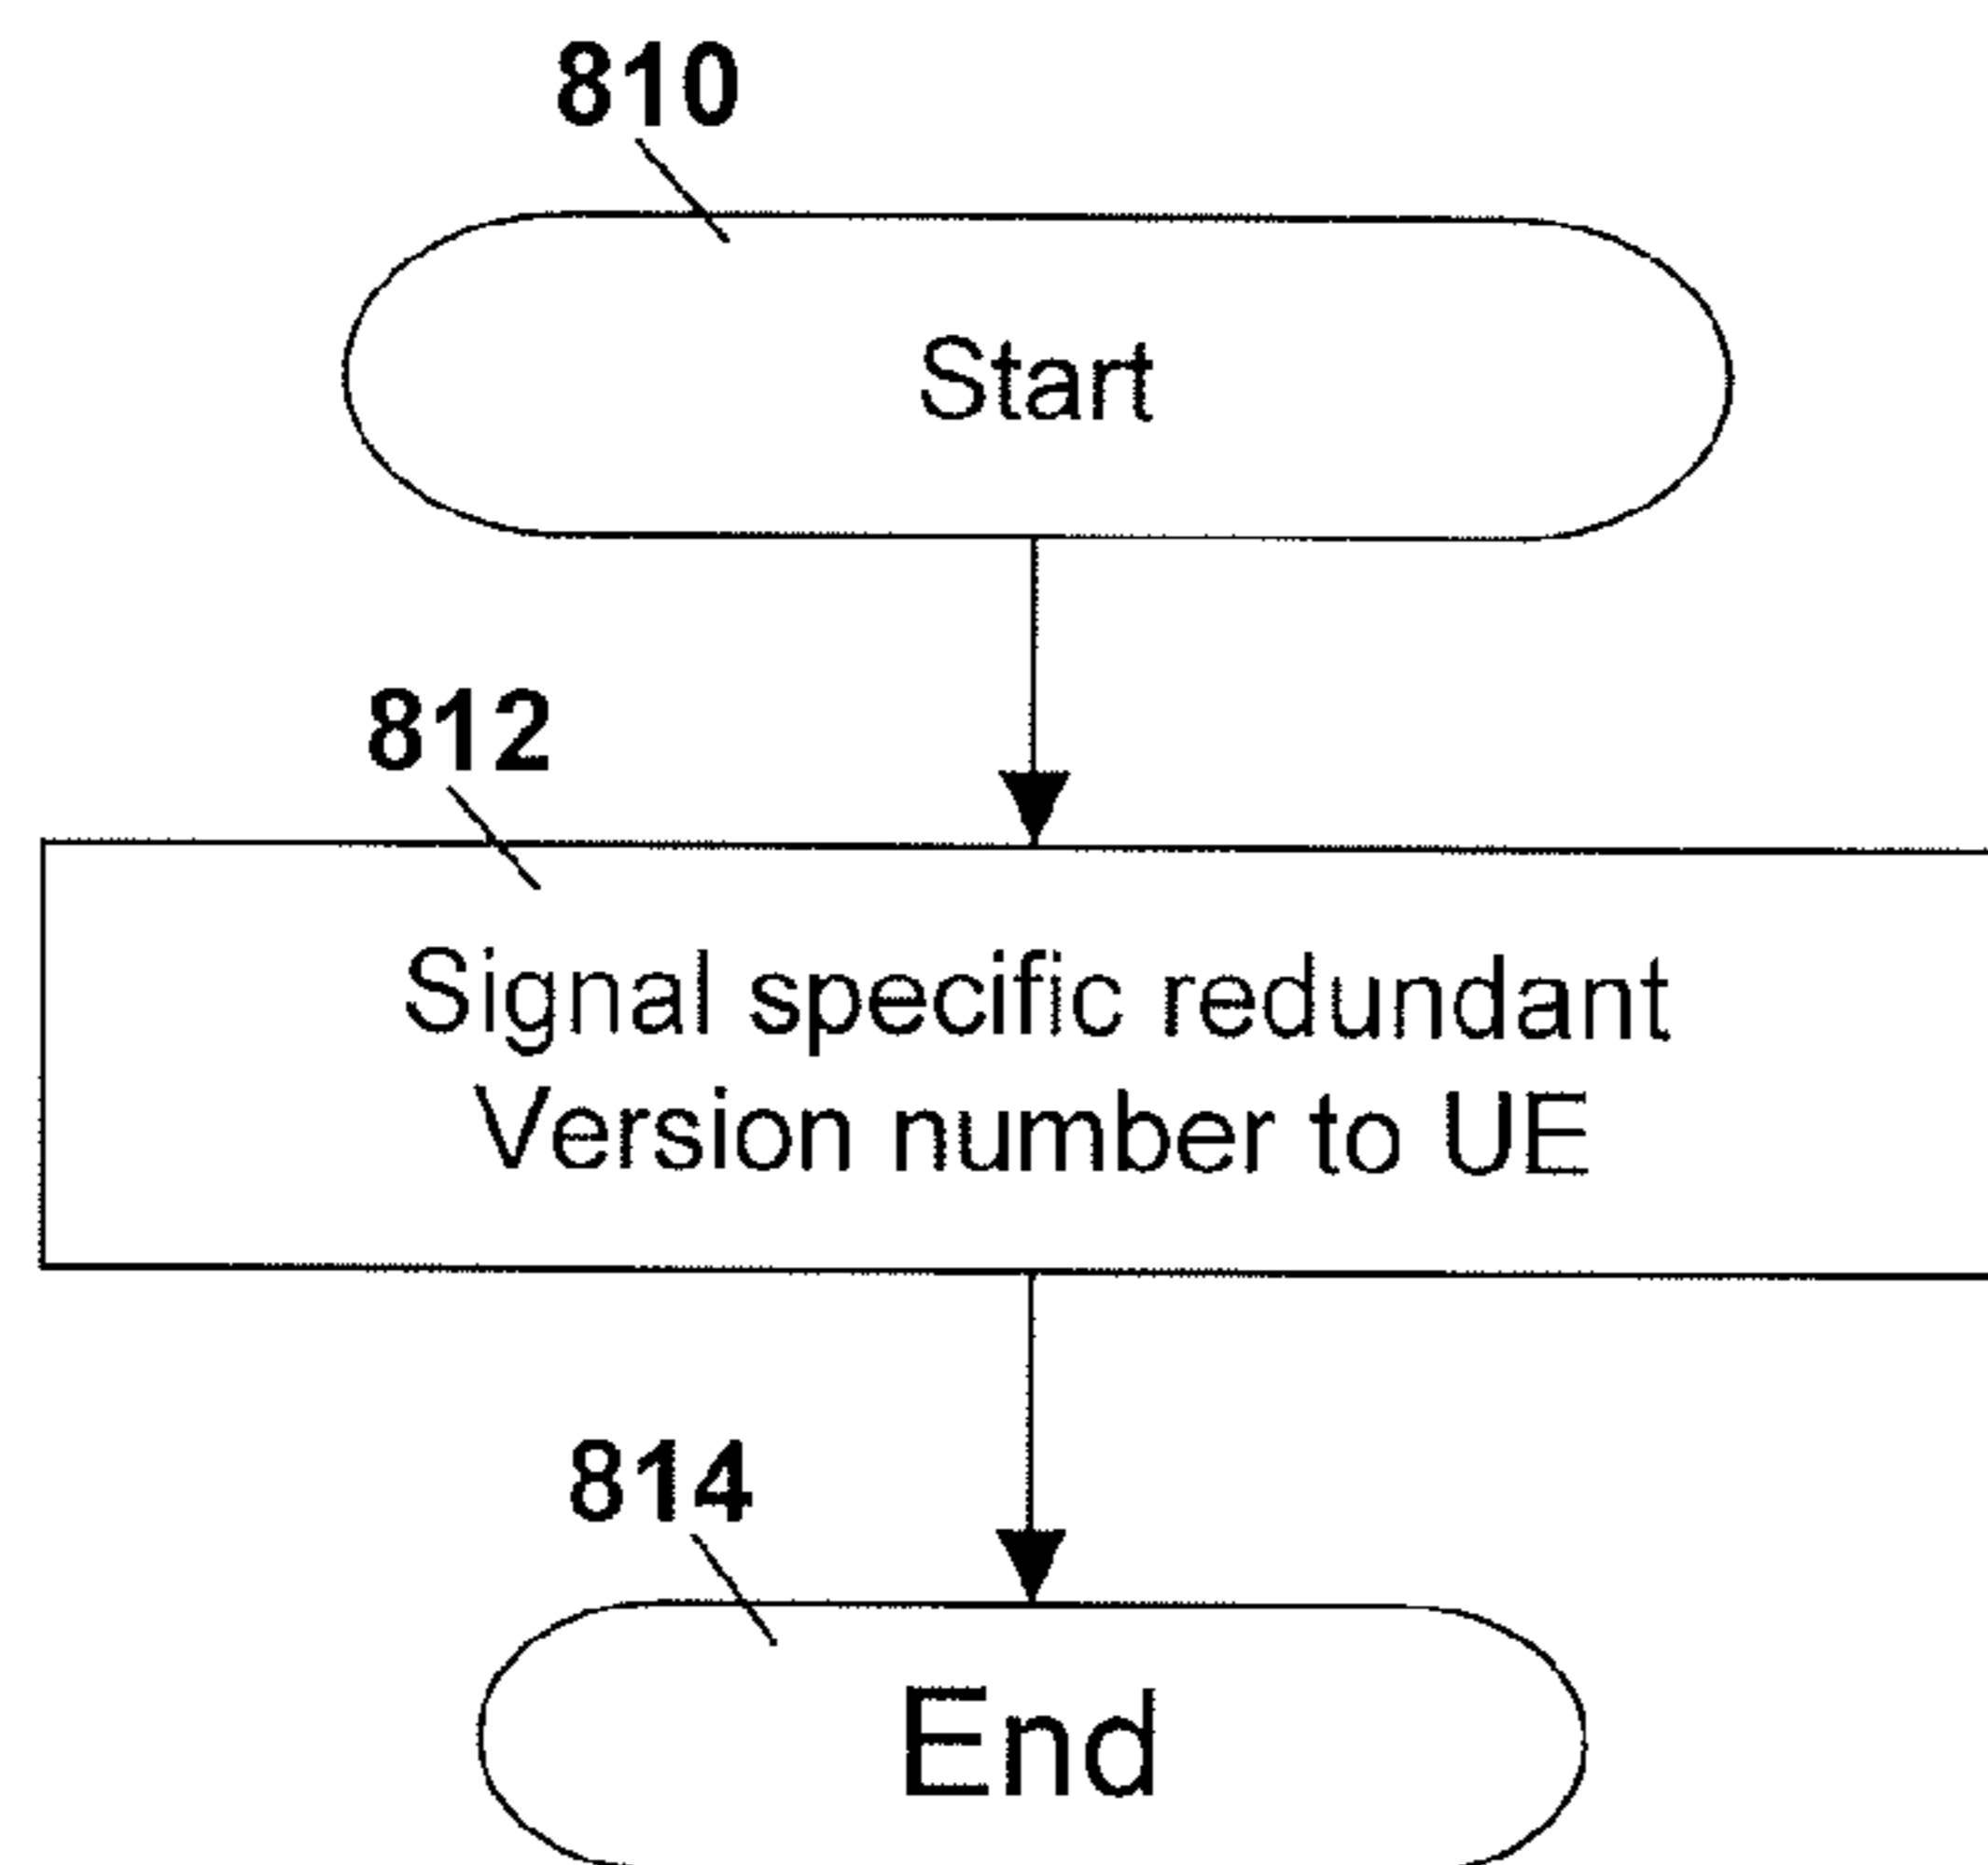 810
Start
812
Signal specific redundant
Version number to UE
814
End